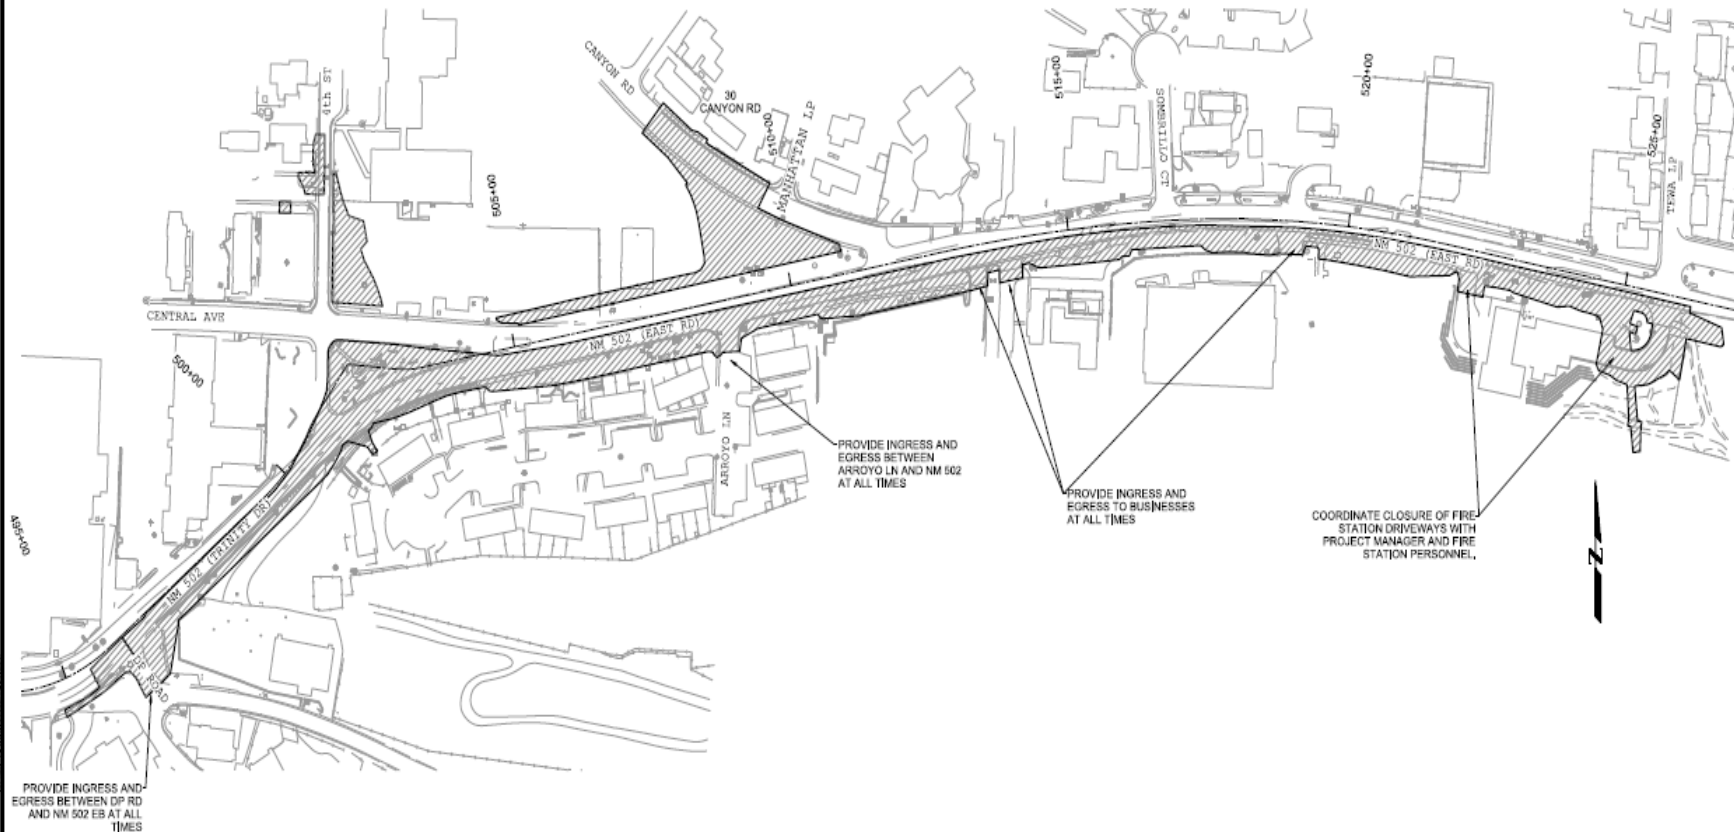 4th ST
CANYON RD
30
CANYON RD
510+00
MANHATTAN LP
515+00
SOMBRILLO CT
520+00
525+00
TEWA LP
505+00
CENTRAL AVE
500+00
NM 502 (EAST RD)
NM 502 (EAST RD)
ARROYO LN
495+00
NM 502 (TRINITY DR)
DP ROAD
PROVIDE INGRESS AND
EGRESS BETWEEN
ARROYO LN AND NM 502
AT ALL TIMES
PROVIDE INGRESS AND
EGRESS TO BUSINESSES
AT ALL TIMES
COORDINATE CLOSURE OF FIRE
STATION DRIVEWAYS WITH
PROJECT MANAGER AND FIRE
STATION PERSONNEL.
N
PROVIDE INGRESS AND
EGRESS BETWEEN DP RD
AND NM 502 EB AT ALL
TIMES